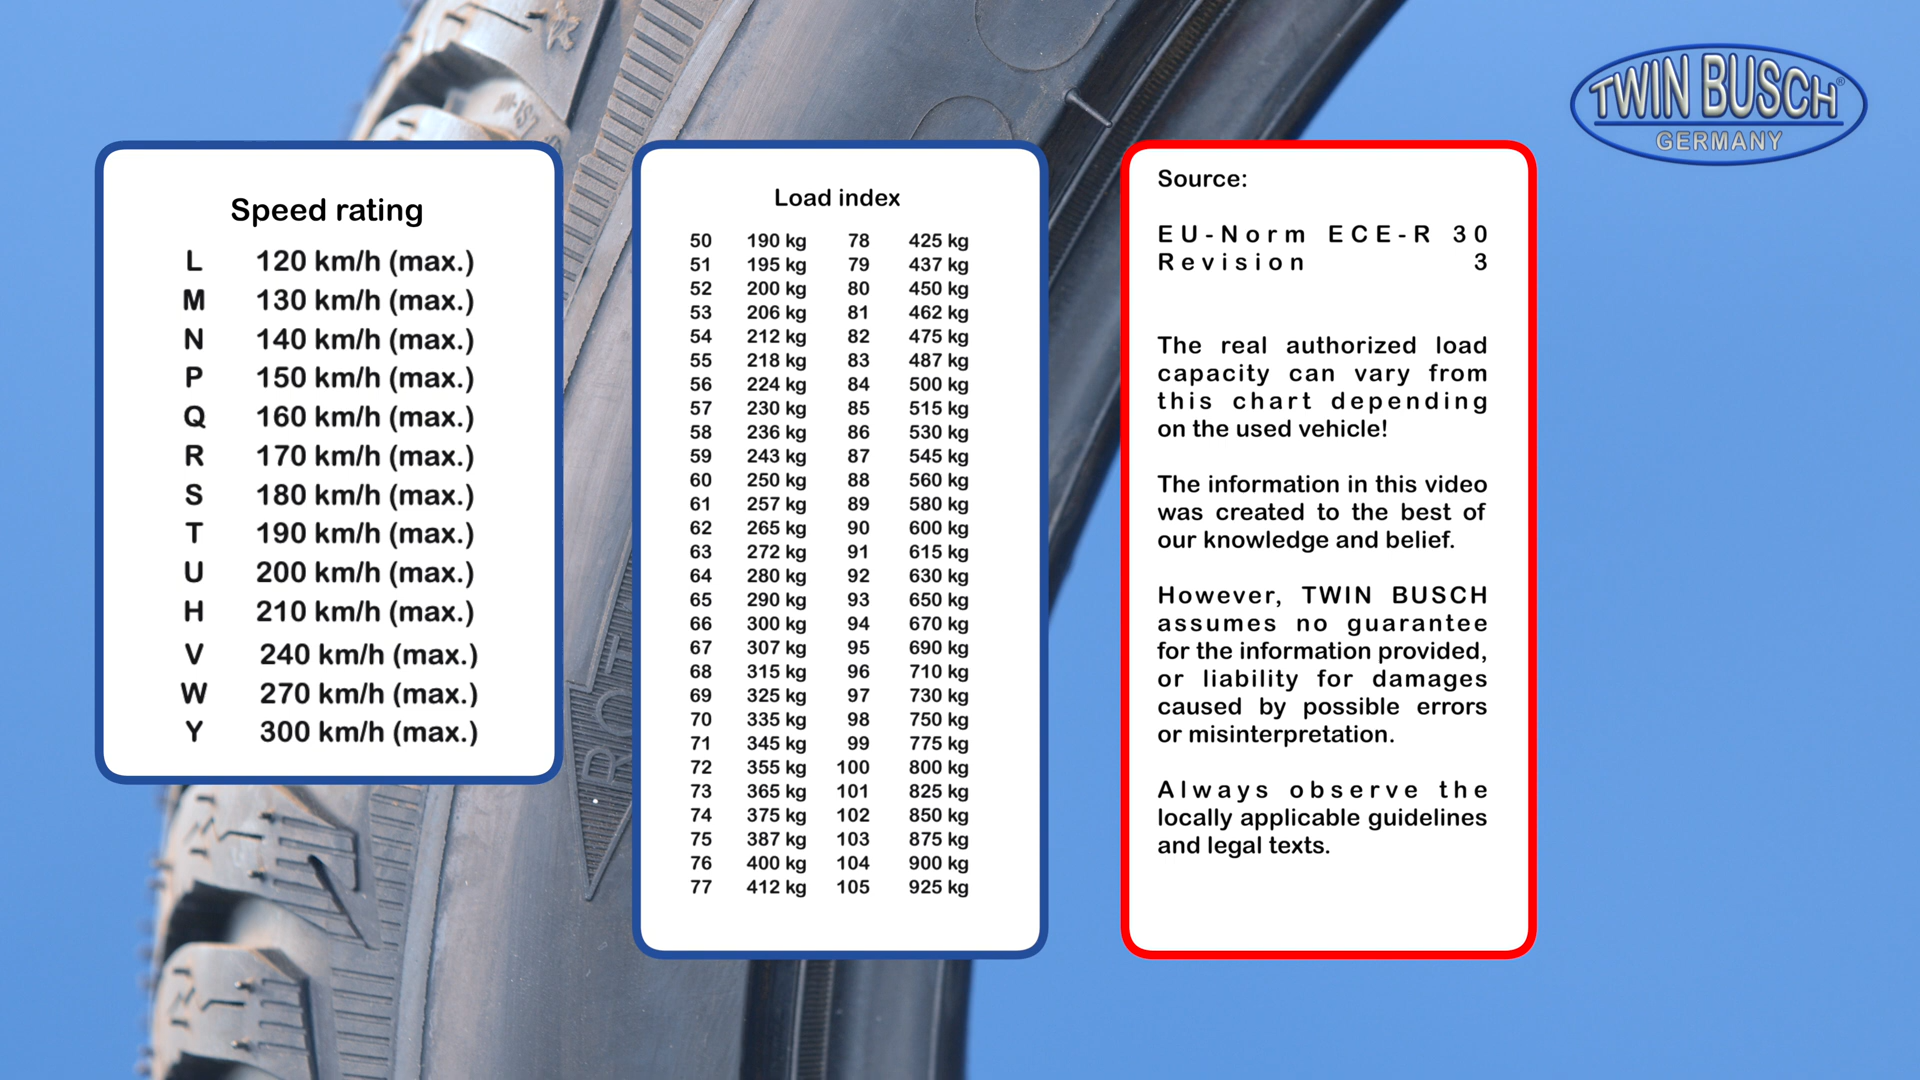 TWIN BUSCH®
GERMANY
Speed rating
L 120 km/h (max.)
M 130 km/h (max.)
N 140 km/h (max.)
P 150 km/h (max.)
Q 160 km/h (max.)
R 170 km/h (max.)
S 180 km/h (max.)
T 190 km/h (max.)
U 200 km/h (max.)
H 210 km/h (max.)
V 240 km/h (max.)
W 270 km/h (max.)
Y 300 km/h (max.)
Load index
50 190 kg 78 425 kg
51 195 kg 79 437 kg
52 200 kg 80 450 kg
53 206 kg 81 462 kg
54 212 kg 82 475 kg
55 218 kg 83 487 kg
56 224 kg 84 500 kg
57 230 kg 85 515 kg
58 236 kg 86 530 kg
59 243 kg 87 545 kg
60 250 kg 88 560 kg
61 257 kg 89 580 kg
62 265 kg 90 600 kg
63 272 kg 91 615 kg
64 280 kg 92 630 kg
65 290 kg 93 650 kg
66 300 kg 94 670 kg
67 307 kg 95 690 kg
68 315 kg 96 710 kg
69 325 kg 97 730 kg
70 335 kg 98 750 kg
71 345 kg 99 775 kg
72 355 kg 100 800 kg
73 365 kg 101 825 kg
74 375 kg 102 850 kg
75 387 kg 103 875 kg
76 400 kg 104 900 kg
77 412 kg 105 925 kg
Source:
EU-Norm ECE-R 30
Revision 3
The real authorized load
capacity can vary from
this chart depending
on the used vehicle!
The information in this video
was created to the best of
our knowledge and belief.
However, TWIN BUSCH
assumes no guarantee
for the information provided,
or liability for damages
caused by possible errors
or misinterpretation.
Always observe the
locally applicable guidelines
and legal texts.